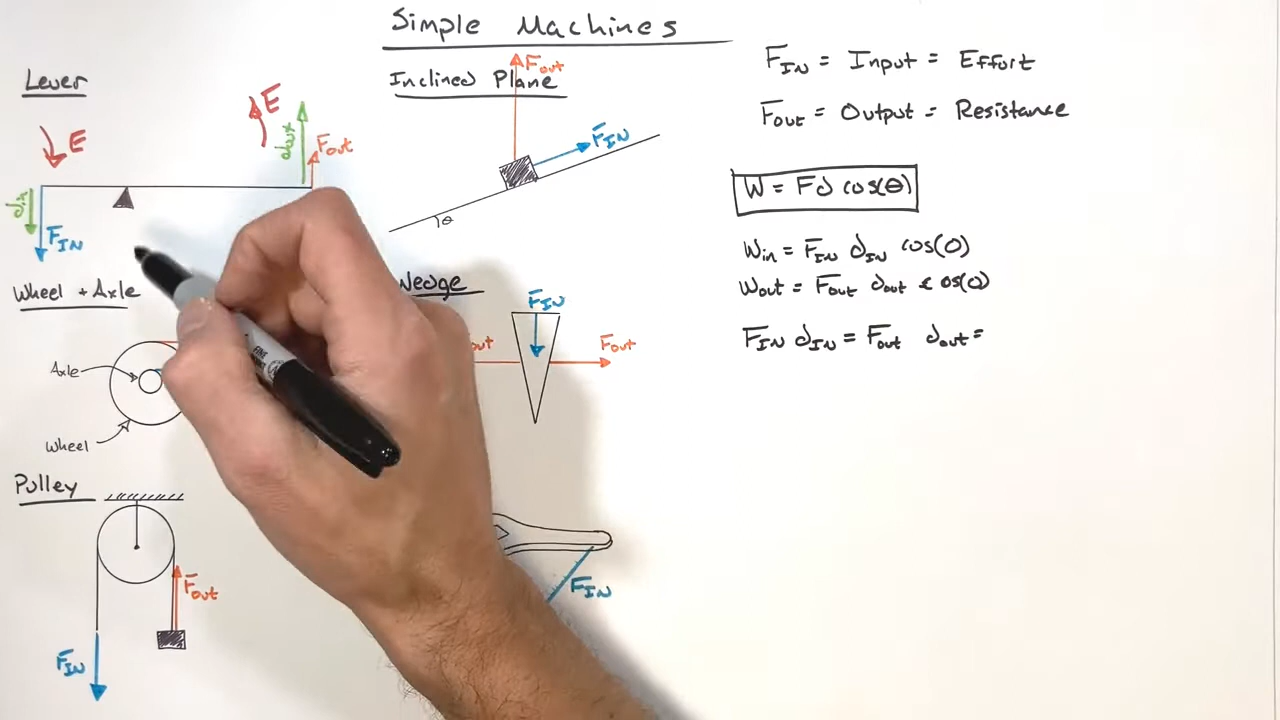 Simple Machines
Lever
E
E
dout
Fout
din
FIN
Inclined Plane
Fout
FIN
θ
FIN = Input = Effort
Fout = Output = Resistance
W = Fd cos(θ)
Win = FIN dIN cos(0)
Wout = Fout dout cos(0)
FIN dIN = Fout dout =
Wheel + Axle
Axle
Wheel
Wedge
FIN
out
Fout
Pulley
Fout
FIN
FIN